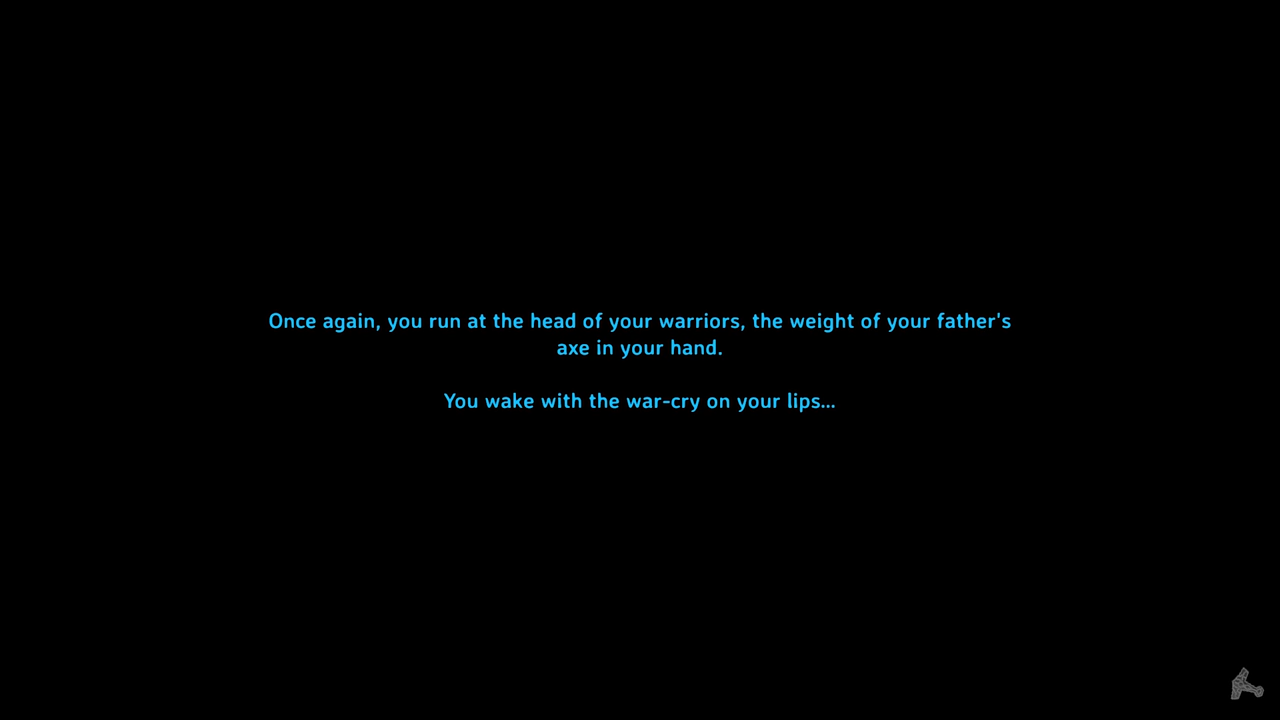 Once again, you run at the head of your warriors, the weight of your father's
axe in your hand.
You wake with the war-cry on your lips...